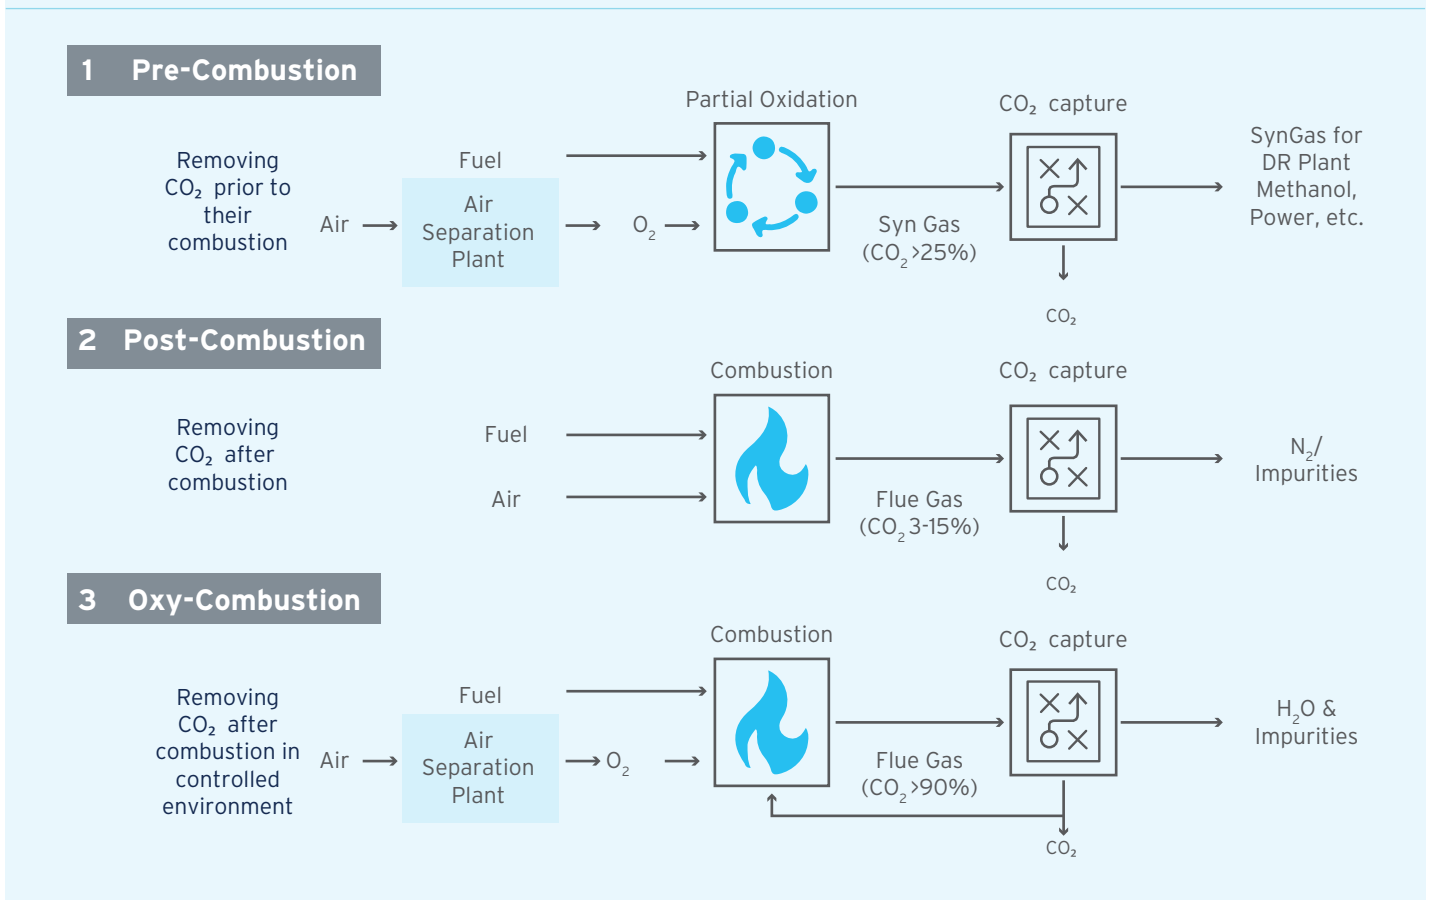 1 Pre-Combustion
Removing
CO₂ prior to
their
combustion
Air
Fuel
Air
Separation
Plant
O₂
Partial Oxidation
Syn Gas
(CO₂>25%)
CO₂ capture
CO₂
SynGas for
DR Plant
Methanol,
Power, etc.
2 Post-Combustion
Removing
CO₂ after
combustion
Fuel
Air
Combustion
Flue Gas
(CO₂ 3-15%)
CO₂ capture
CO₂
N₂/
Impurities
3 Oxy-Combustion
Removing
CO₂ after
combustion in
controlled
environment
Air
Fuel
Air
Separation
Plant
O₂
Combustion
Flue Gas
(CO₂>90%)
CO₂ capture
CO₂
H₂O &
Impurities